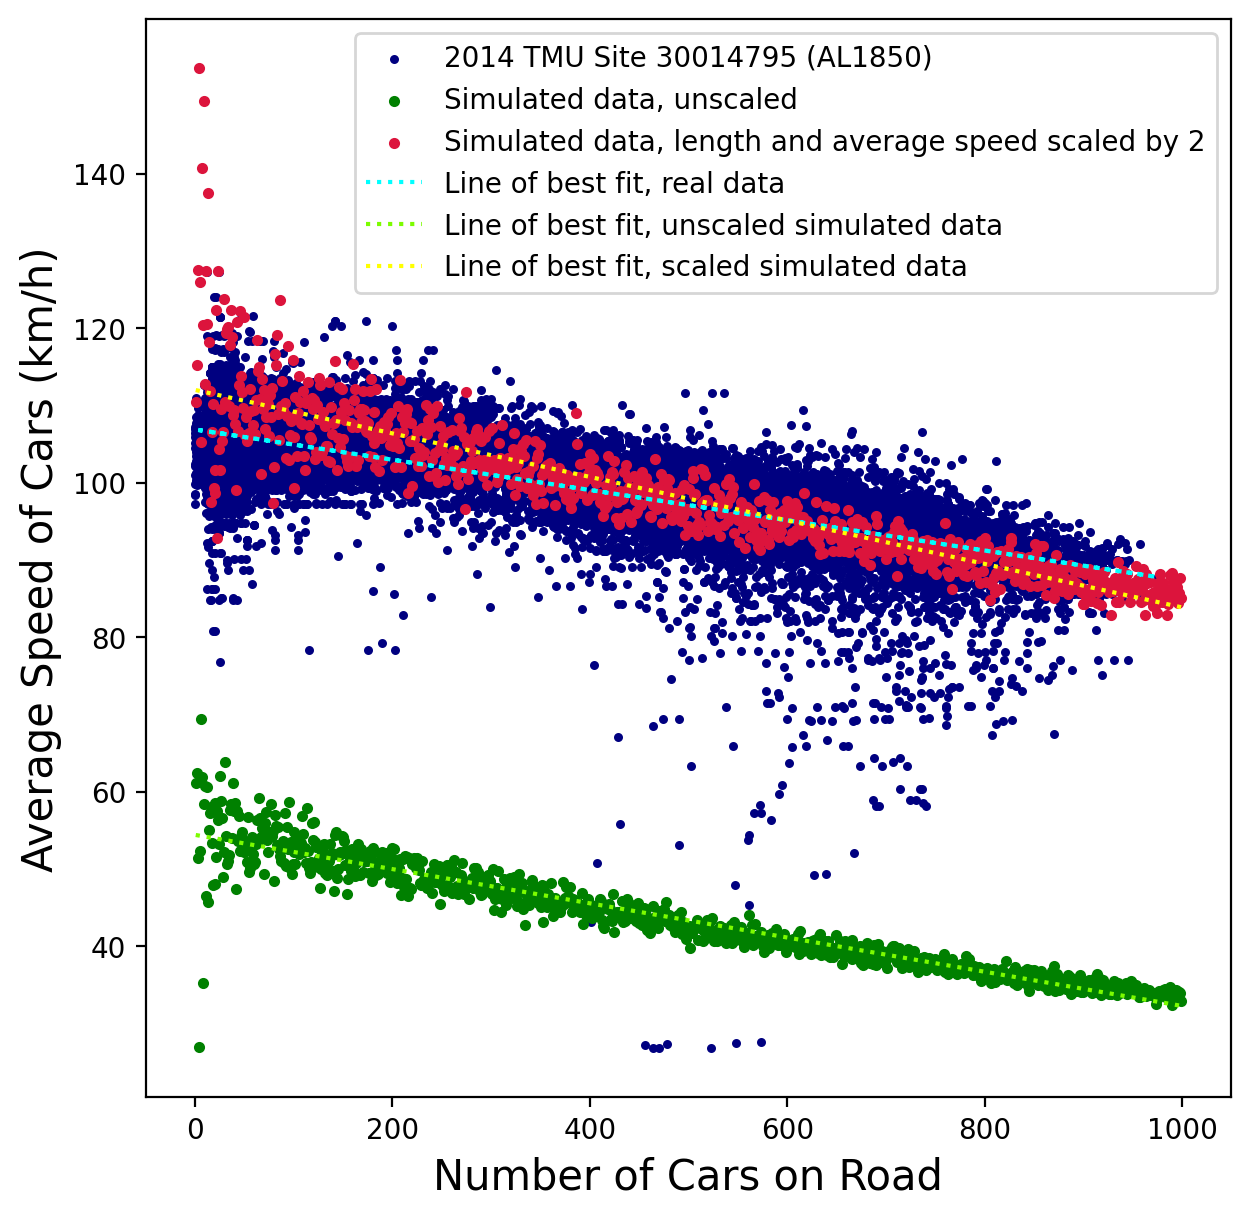 2014 TMU Site 30014795 (AL1850)
Simulated data, unscaled
Simulated data, length and average speed scaled by 2
Line of best fit, real data
Line of best fit, unscaled simulated data
Line of best fit, scaled simulated data
Average Speed of Cars (km/h)
140
120
100
80
60
40
0 200 400 600 800 1000
Number of Cars on Road